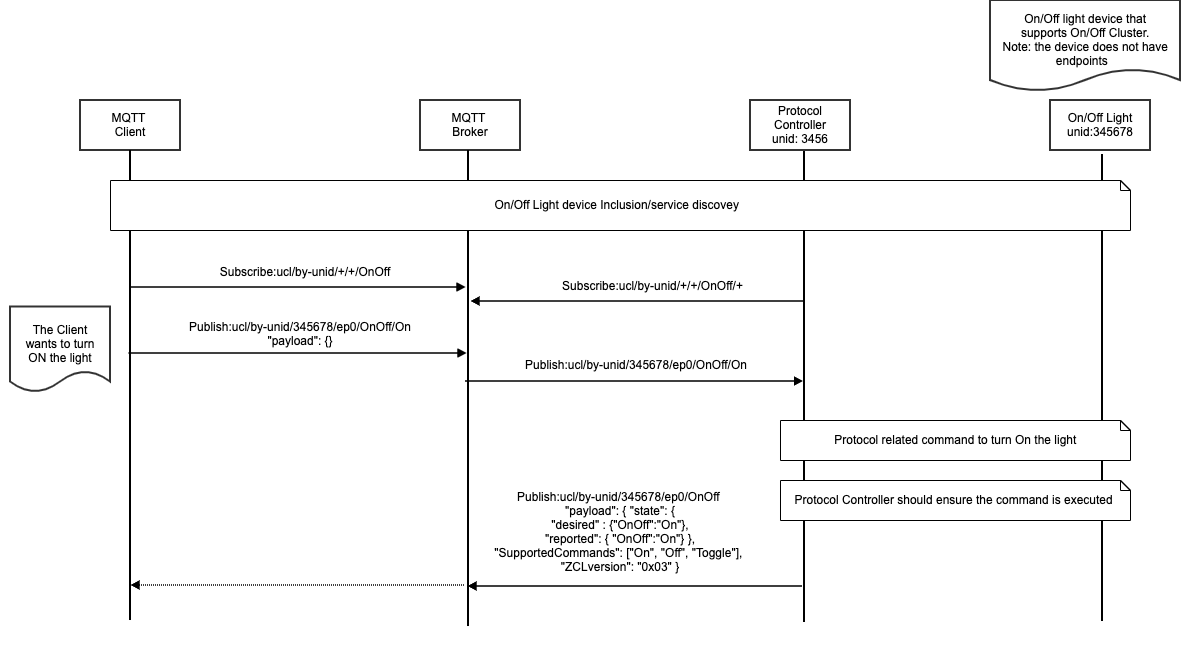 On/Off light device that
supports On/Off Cluster.
Note: the device does not have
endpoints
MQTT
Client
MQTT
Broker
Protocol
Controller
unid: 3456
On/Off Light
unid:345678
On/Off Light device Inclusion/service discovey
Subscribe:ucl/by-unid/+/+/OnOff
Subscribe:ucl/by-unid/+/+/OnOff/+
The Client
wants to turn
ON the light
Publish:ucl/by-unid/345678/ep0/OnOff/On
"payload": {}
Publish:ucl/by-unid/345678/ep0/OnOff/On
Protocol related command to turn On the light
Protocol Controller should ensure the command is executed
Publish:ucl/by-unid/345678/ep0/OnOff
"payload": { "state": {
"desired" : {"OnOff":"On"},
"reported": { "OnOff":"On"} },
"SupportedCommands": ["On", "Off", "Toggle"],
"ZCLversion": "0x03" }